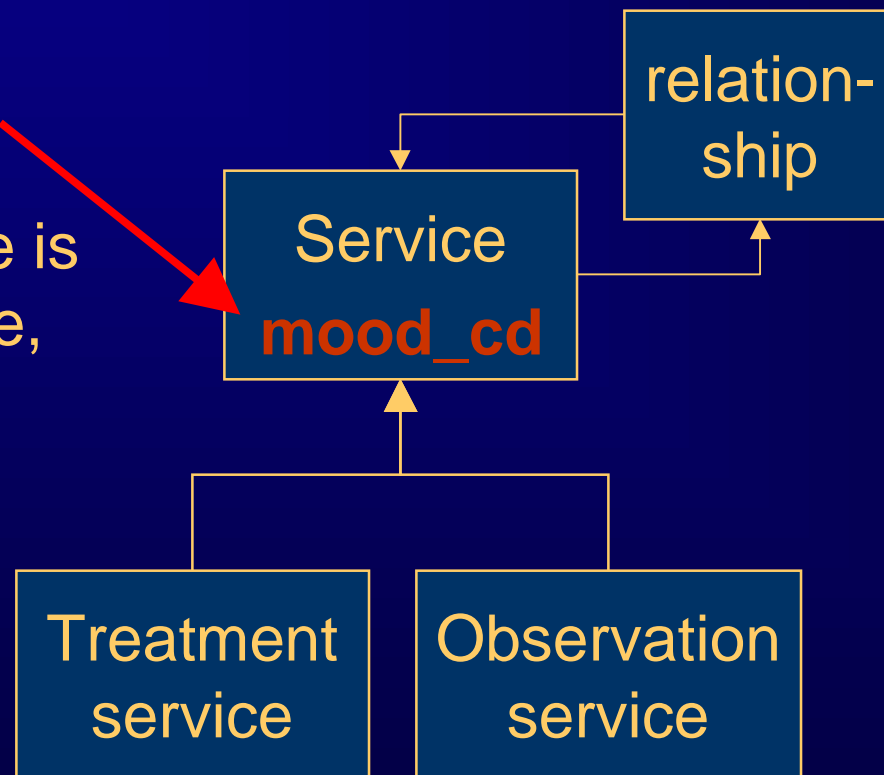 relation-
ship
e is
e,
Service
mood_cd
Treatment
service
Observation
service